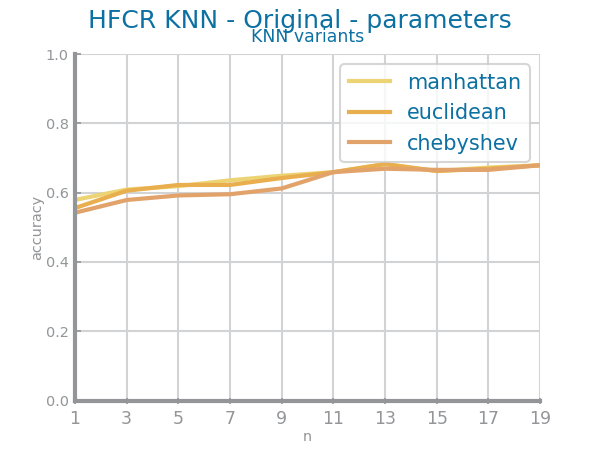 HFCR KNN - Original - parameters
KNN variants
1.0
0.8
0.6
0.4
0.2
0.0
accuracy
manhattan
euclidean
chebyshev
1 3 5 7 9 11 13 15 17 19
n